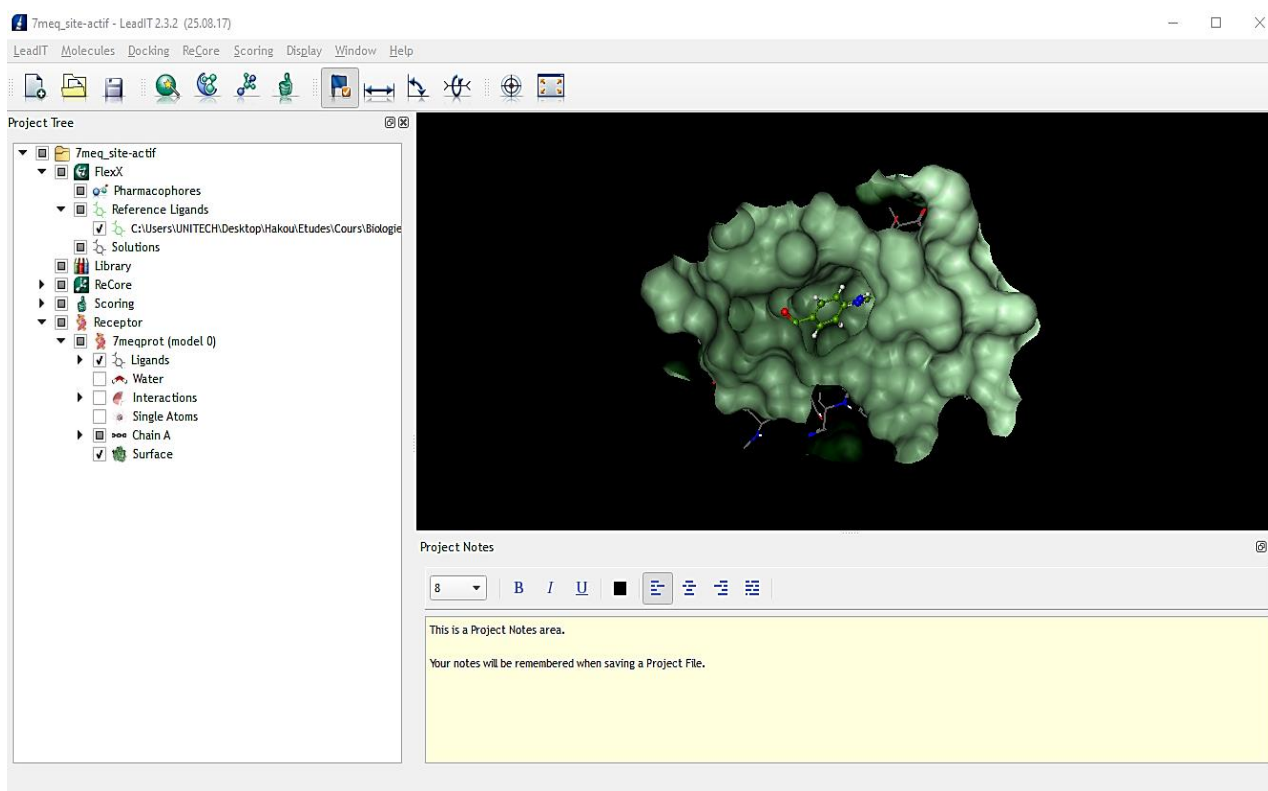 7meq_site-actif - LeadIT 2.3.2 (25.08.17)
LeadIT Molecules Docking ReCore Scoring Display Window Help
Project Tree
7meq_site-actif
FlexX
Pharmacophores
Reference Ligands
C:\Users\UNITECH\Desktop\Hakou\Etudes\Cours\Biologie
Solutions
Library
ReCore
Scoring
Receptor
7meqprot (model 0)
Ligands
Water
Interactions
Single Atoms
Chain A
Surface
Project Notes
8 B I U
This is a Project Notes area.
Your notes will be remembered when saving a Project File.